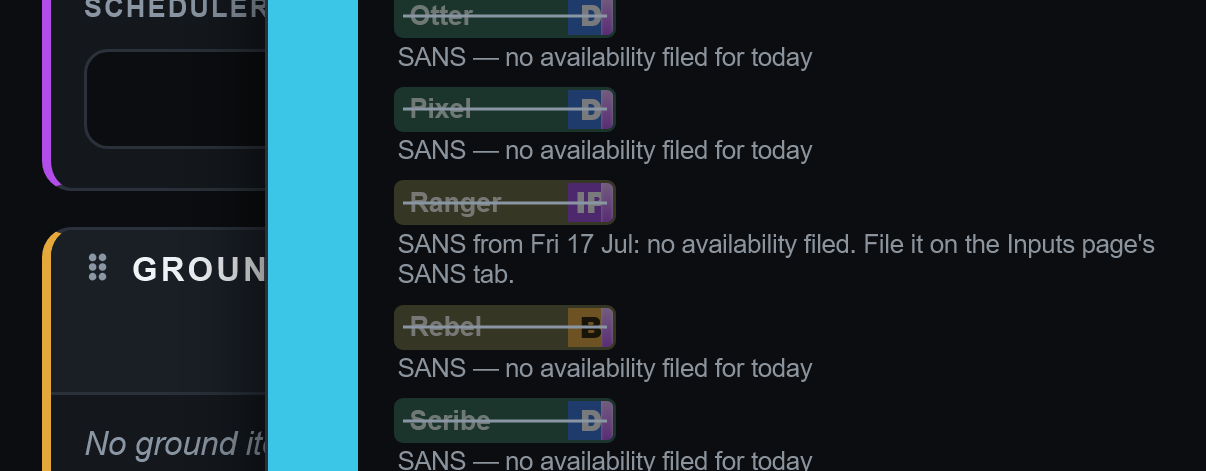 SCHEDULER
GROUN
No ground it
Otter D
SANS — no availability filed for today
Pixel D
SANS — no availability filed for today
Ranger IP
SANS from Fri 17 Jul: no availability filed. File it on the Inputs page's
SANS tab.
Rebel B
SANS — no availability filed for today
Scribe D
SANS — no availability filed for today